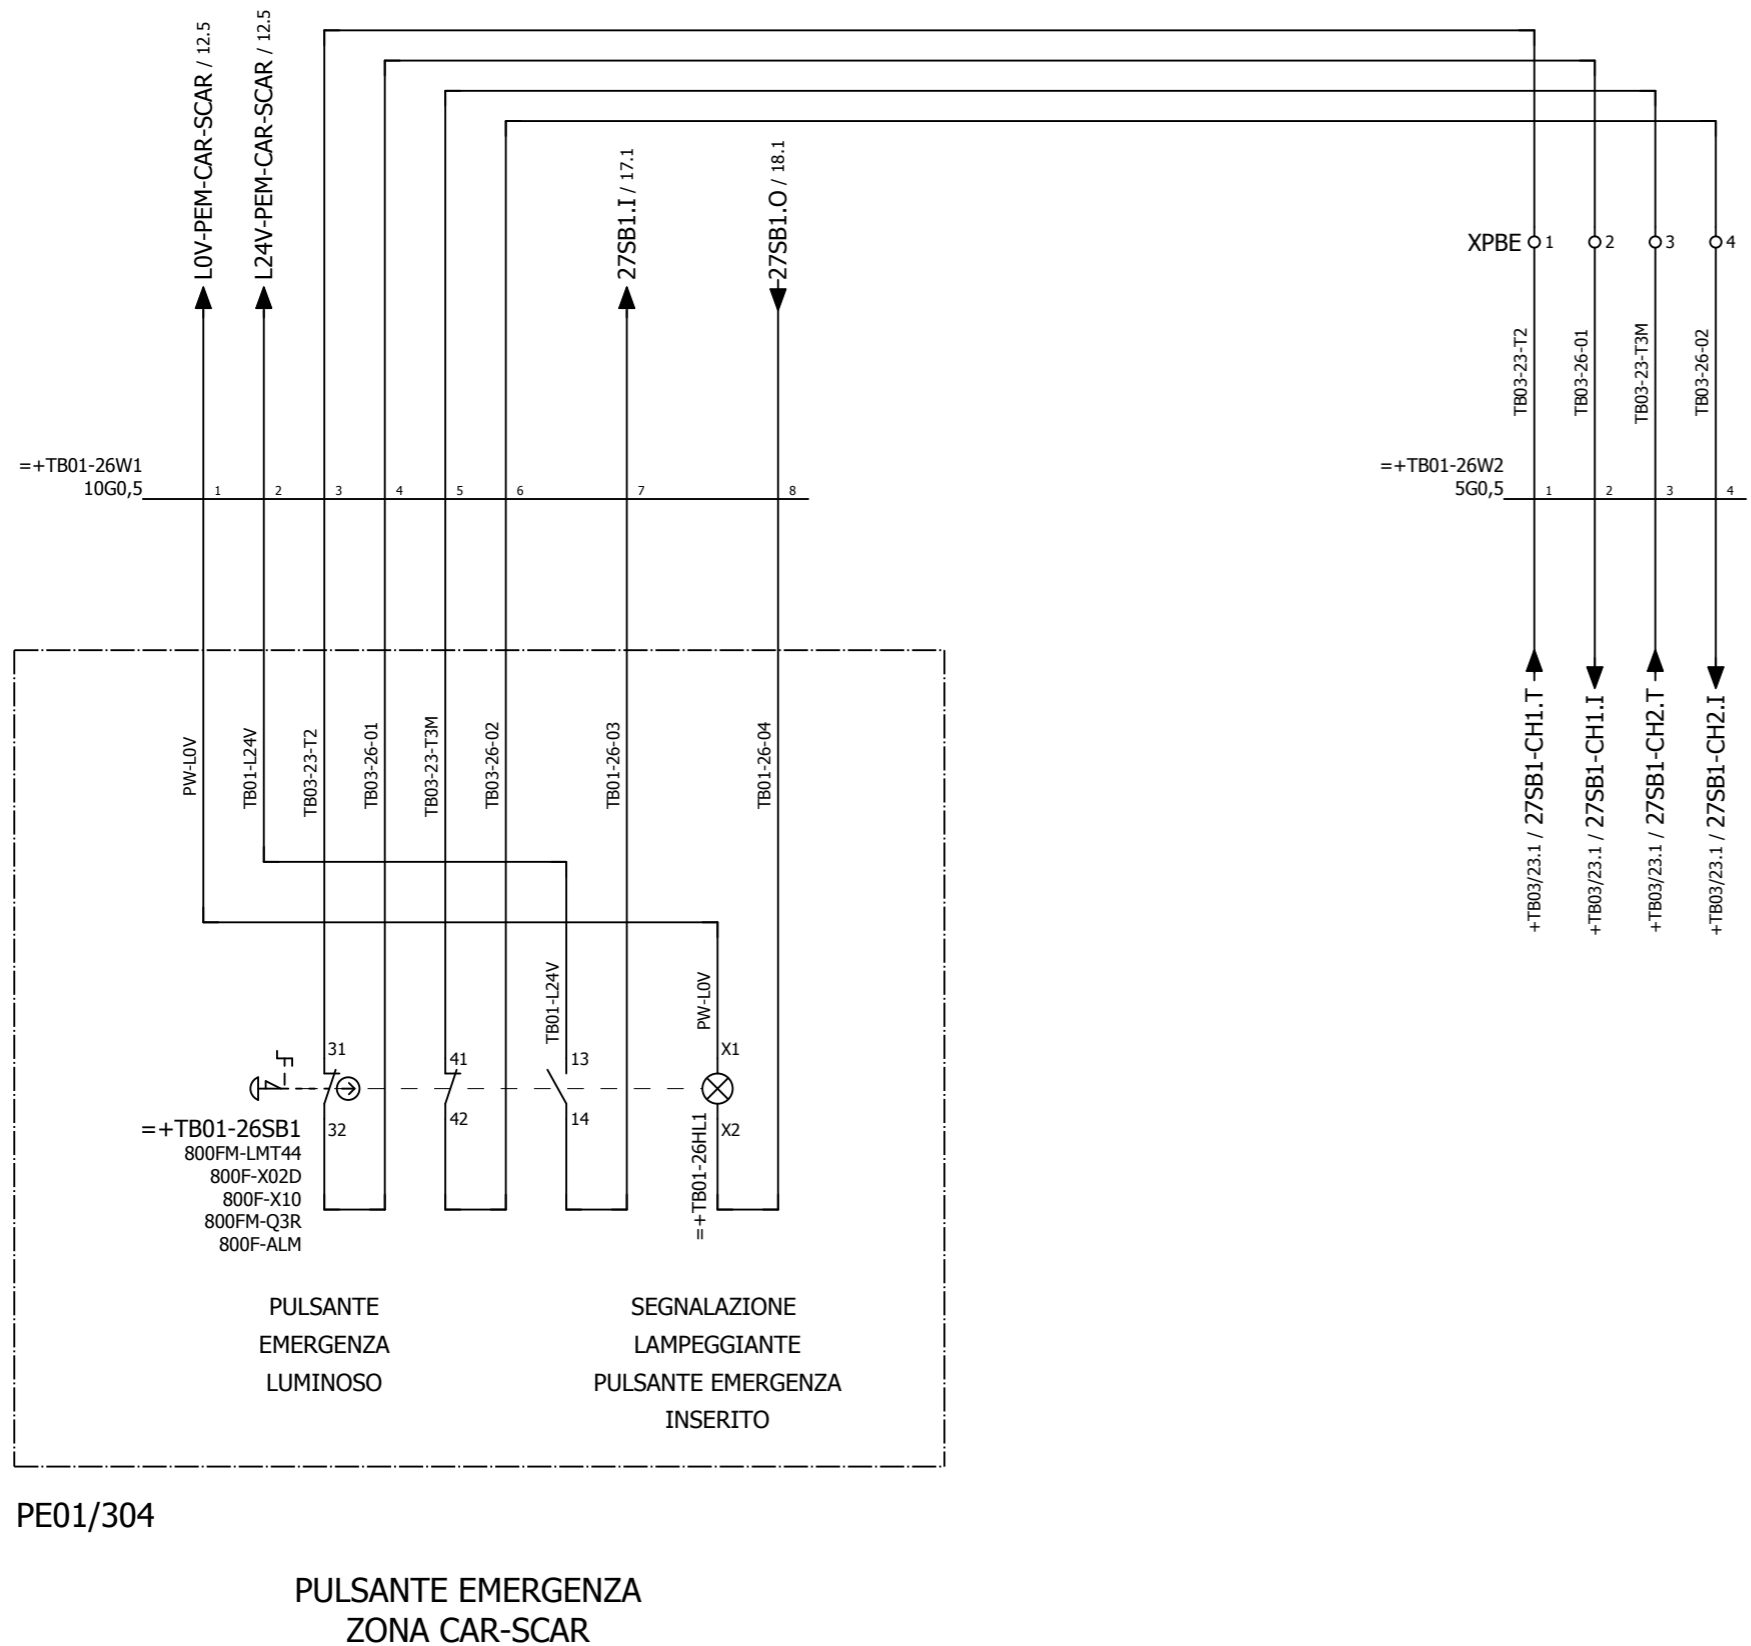 L0V-PEM-CAR-SCAR / 12.5
L24V-PEM-CAR-SCAR / 12.5
27SB1.I / 17.1
27SB1.O / 18.1
XPBE 1 2 3 4
TB03-23-T2
TB03-26-01
TB03-23-T3M
TB03-26-02
=+TB01-26W1
10G0,5
1 2 3 4 5 6 7 8
=+TB01-26W2
5G0,5
1 2 3 4
+TB03/23.1 / 27SB1-CH1.T
+TB03/23.1 / 27SB1-CH1.I
+TB03/23.1 / 27SB1-CH2.T
+TB03/23.1 / 27SB1-CH2.I
PW-L0V
TB01-L24V
TB03-23-T2
TB03-26-01
TB03-23-T3M
TB03-26-02
TB01-26-03
TB01-26-04
TB01-L24V
PW-L0V
31
41
13
X1
32
42
14
X2
=+TB01-26SB1
800FM-LMT44
800F-X02D
800F-X10
800FM-Q3R
800F-ALM
=+TB01-26HL1
PULSANTE
EMERGENZA
LUMINOSO
SEGNALAZIONE
LAMPEGGIANTE
PULSANTE EMERGENZA
INSERITO
PE01/304
PULSANTE EMERGENZA
ZONA CAR-SCAR